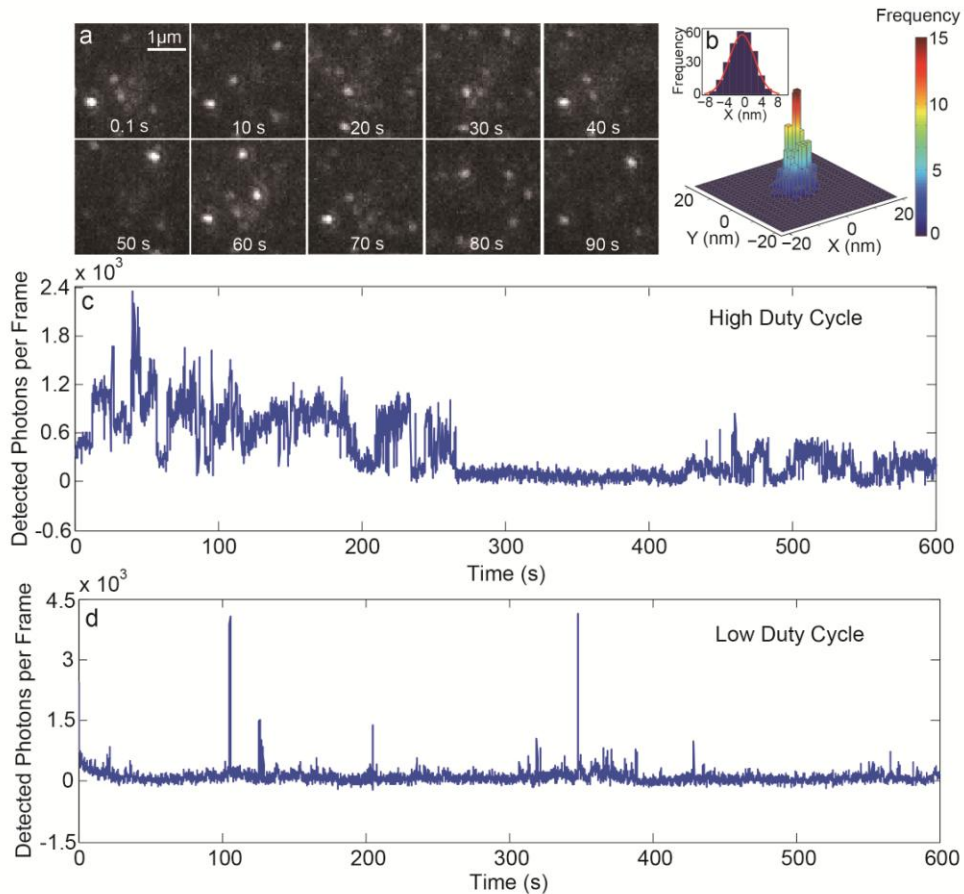 a
1μm
0.1 s
10 s
20 s
30 s
40 s
50 s
60 s
70 s
80 s
90 s
b
Frequency
60
30
0
−8 −4 0 4 8
X (nm)
20
0
−20
Y (nm)
−20
0
20
X (nm)
Frequency
15
10
5
0
x 10³
c
High Duty Cycle
Detected Photons per Frame
2.4
1.8
1.2
0.6
0
-0.6
0 100 200 300 400 500 600
Time (s)
x 10³
d
Low Duty Cycle
Detected Photons per Frame
4.5
3
1.5
0
-1.5
0 100 200 300 400 500 600
Time (s)